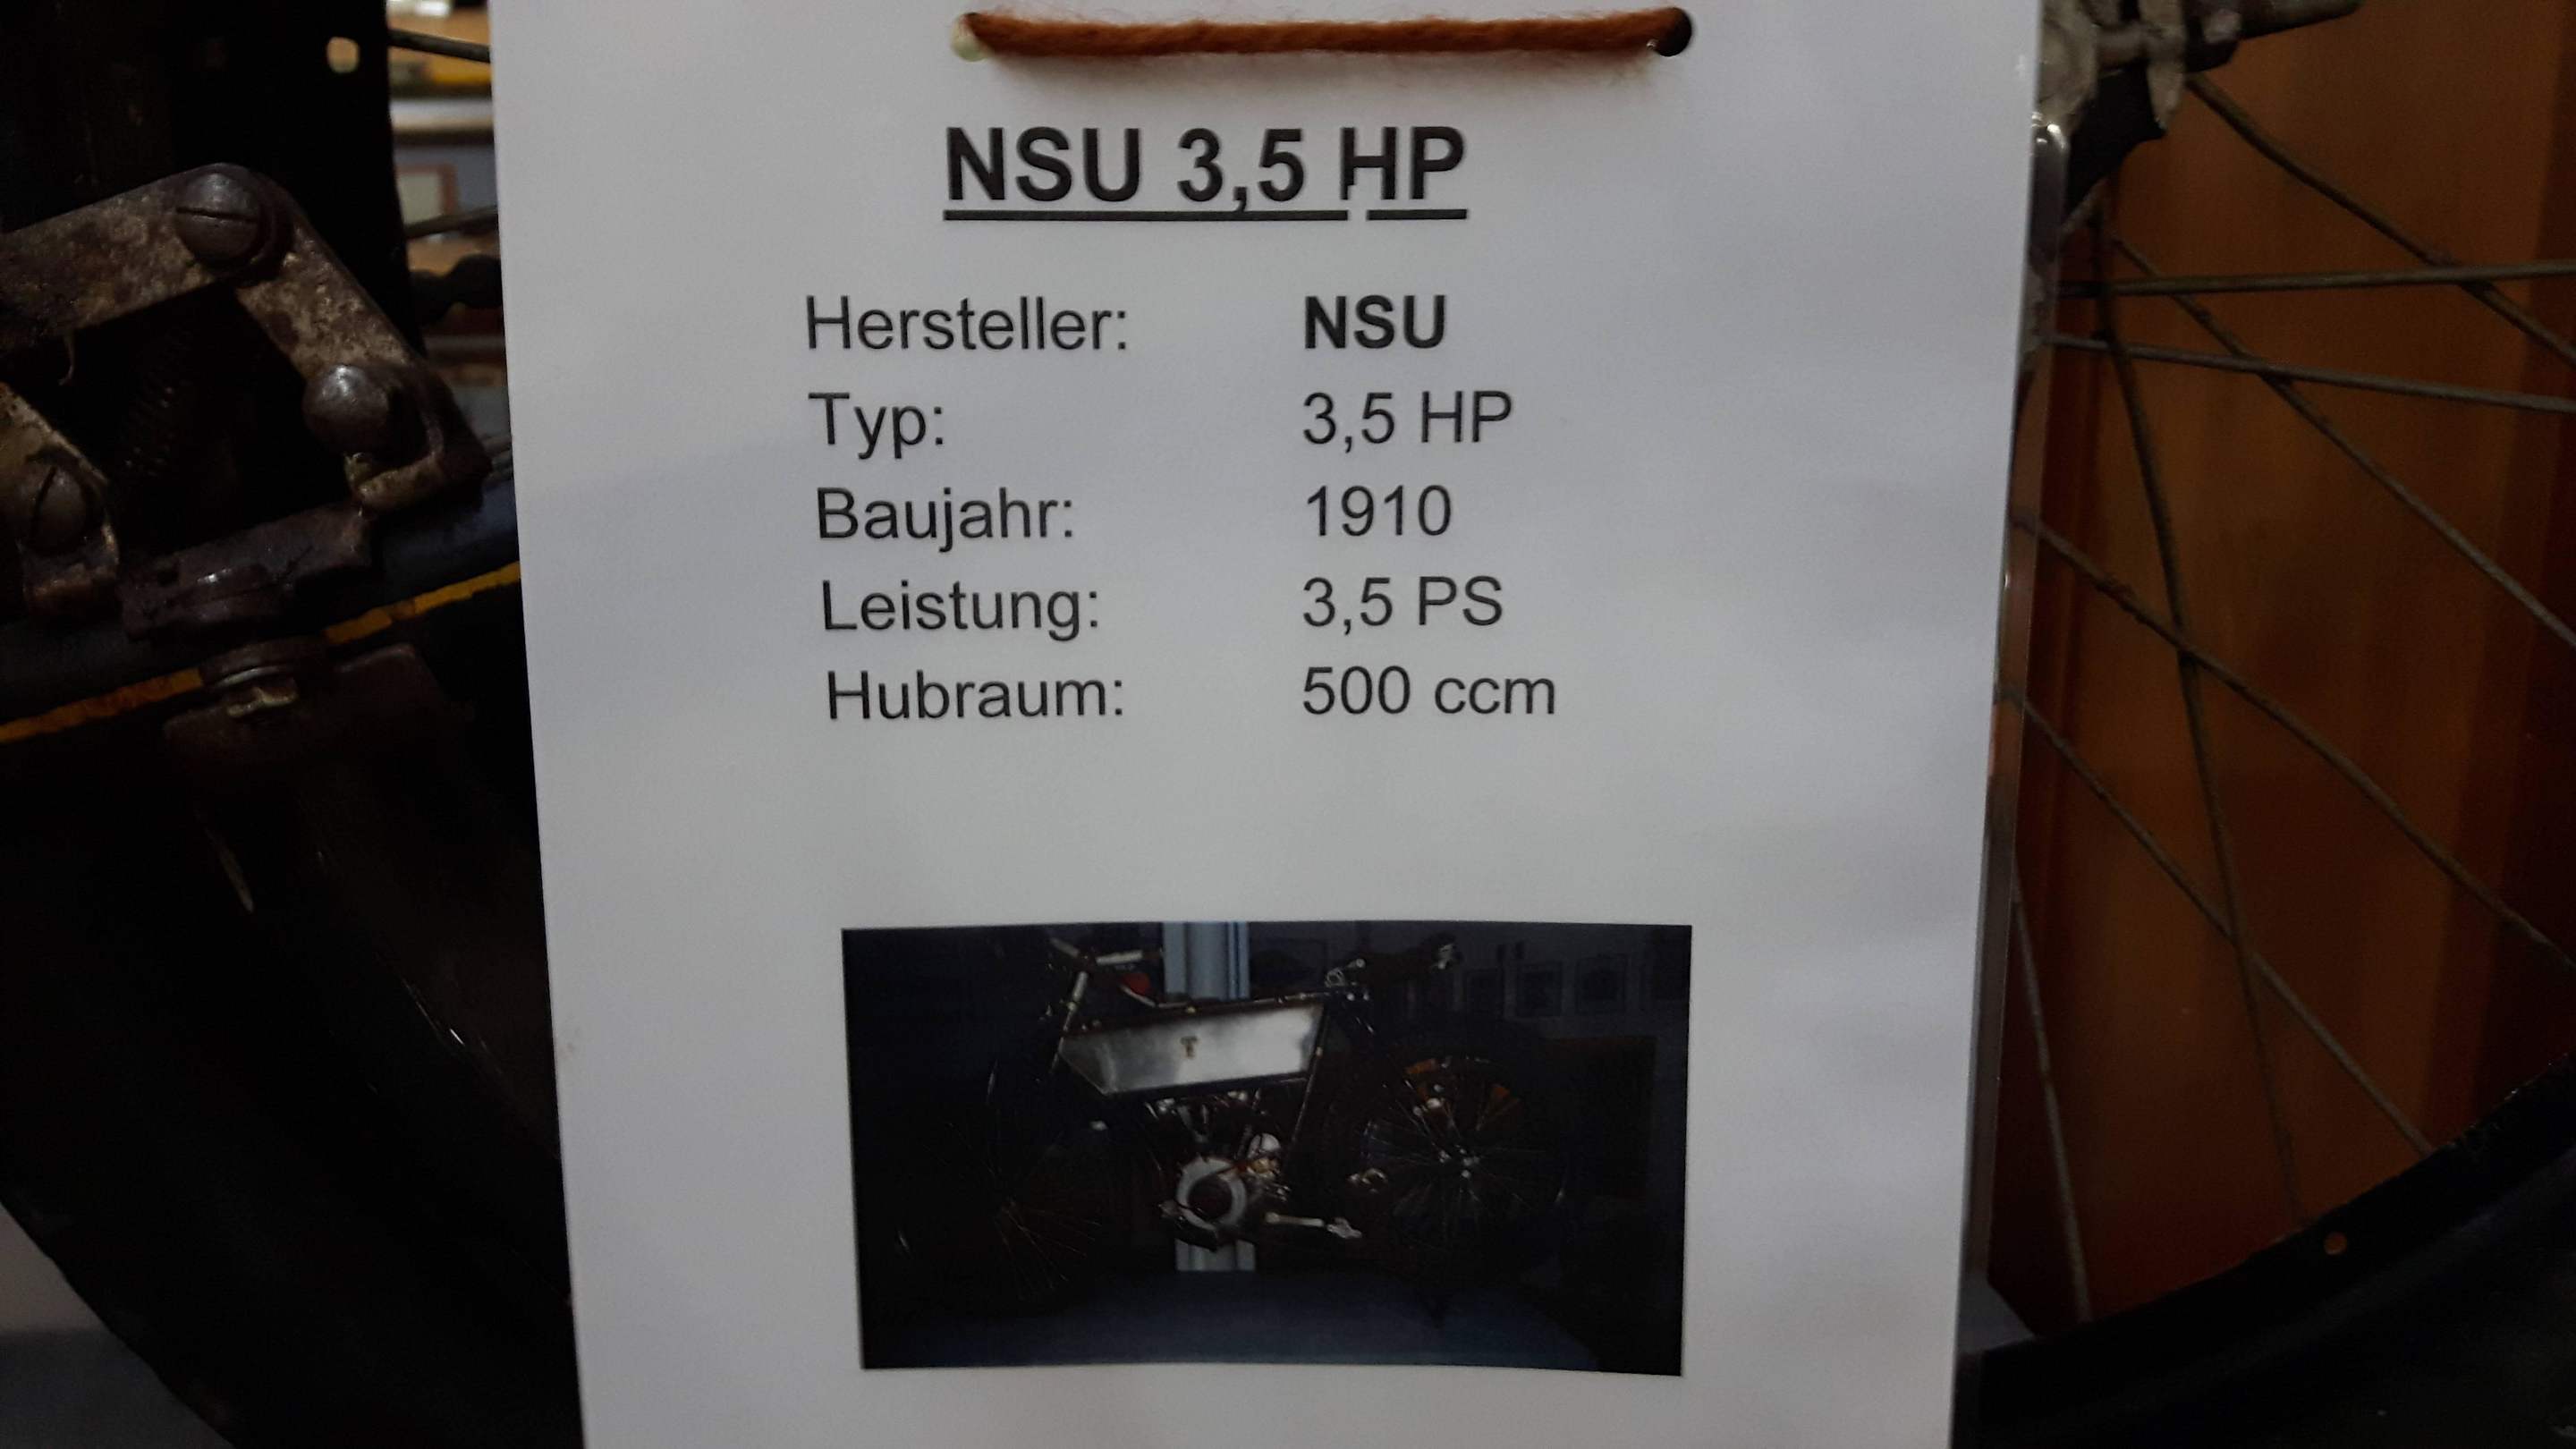 NSU 3,5 HP
Hersteller: NSU
Typ: 3,5 HP
Baujahr: 1910
Leistung: 3,5 PS
Hubraum: 500 ccm